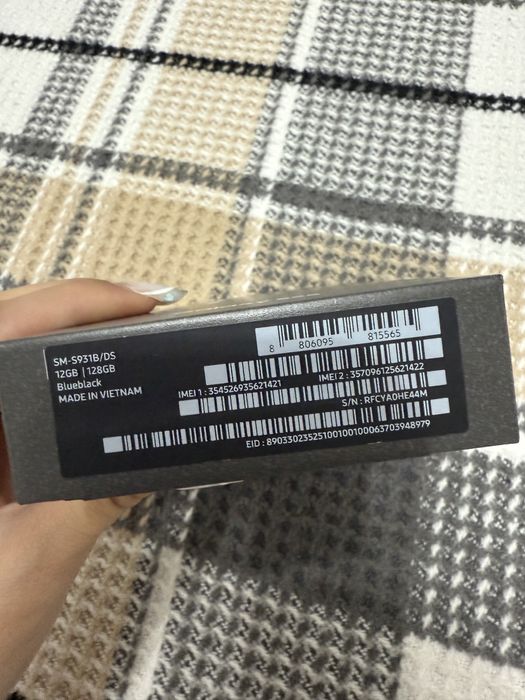 SM-S931B/DS
12GB | 128GB
Blueblack
MADE IN VIETNAM
8 806095 815565
IMEI 1 : 354526935621421
IMEI 2 : 357096125621422
S/N : RFCYA0HE44M
EID : 89033023525100100100063703948979